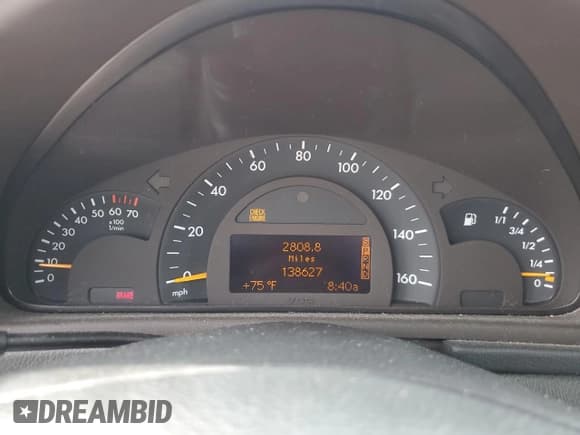 80
60
100
40
120
20
140
0
160
mph
50 60 70
40
x100
1/min
30
20
10
0
CHECK
ENGINE
2808.8
Miles
138627
+75°F
8:40a
BRAKE
1/1
3/4
1/2
1/4
0
DREAMBID